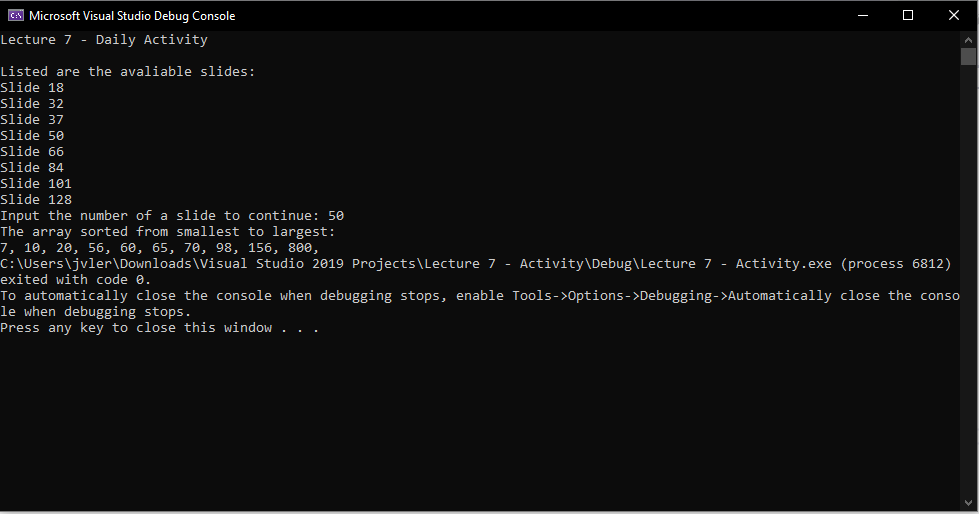 Microsoft Visual Studio Debug Console
Lecture 7 - Daily Activity
Listed are the avaliable slides:
Slide 18
Slide 32
Slide 37
Slide 50
Slide 66
Slide 84
Slide 101
Slide 128
Input the number of a slide to continue: 50
The array sorted from smallest to largest:
7, 10, 20, 56, 60, 65, 70, 98, 156, 800,
C:\Users\jvler\Downloads\Visual Studio 2019 Projects\Lecture 7 - Activity\Debug\Lecture 7 - Activity.exe (process 6812)
exited with code 0.
To automatically close the console when debugging stops, enable Tools->Options->Debugging->Automatically close the conso
le when debugging stops.
Press any key to close this window . . .